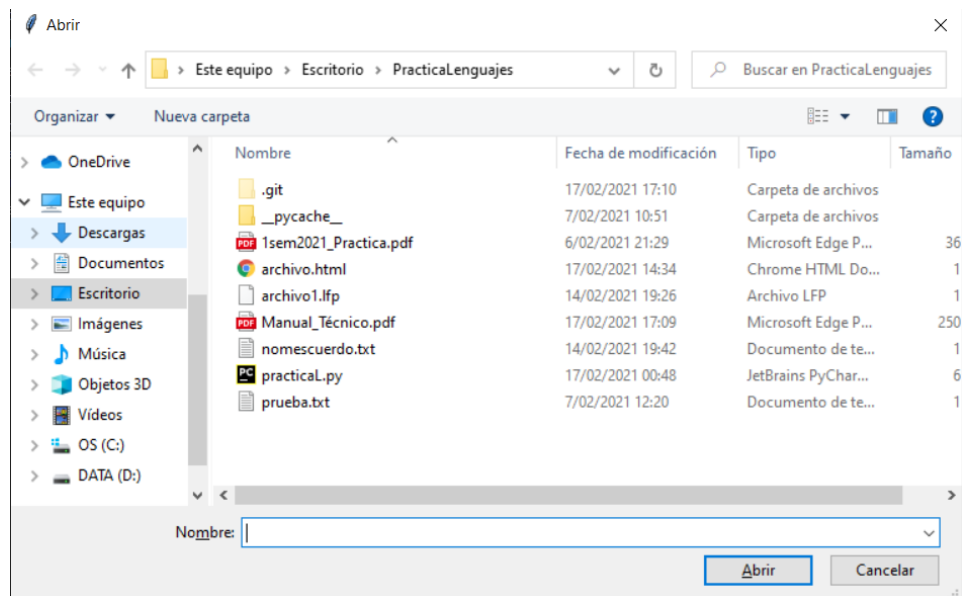 Abrir
Este equipo > Escritorio > PracticaLenguajes
Buscar en PracticaLenguajes
Organizar
Nueva carpeta
OneDrive
Este equipo
Descargas
Documentos
Escritorio
Imágenes
Música
Objetos 3D
Vídeos
OS (C:)
DATA (D:)
Nombre Fecha de modificación Tipo Tamaño
.git 17/02/2021 17:10 Carpeta de archivos
__pycache__ 7/02/2021 10:51 Carpeta de archivos
PDF 1sem2021_Practica.pdf 6/02/2021 21:29 Microsoft Edge P... 36
archivo.html 17/02/2021 14:34 Chrome HTML Do... 1
archivo1.lfp 14/02/2021 19:26 Archivo LFP 1
PDF Manual_Técnico.pdf 17/02/2021 17:09 Microsoft Edge P... 250
nomescuerdo.txt 14/02/2021 19:42 Documento de te... 1
PC practicaL.py 17/02/2021 00:48 JetBrains PyChar... 6
prueba.txt 7/02/2021 12:20 Documento de te... 1
Nombre:
Abrir
Cancelar